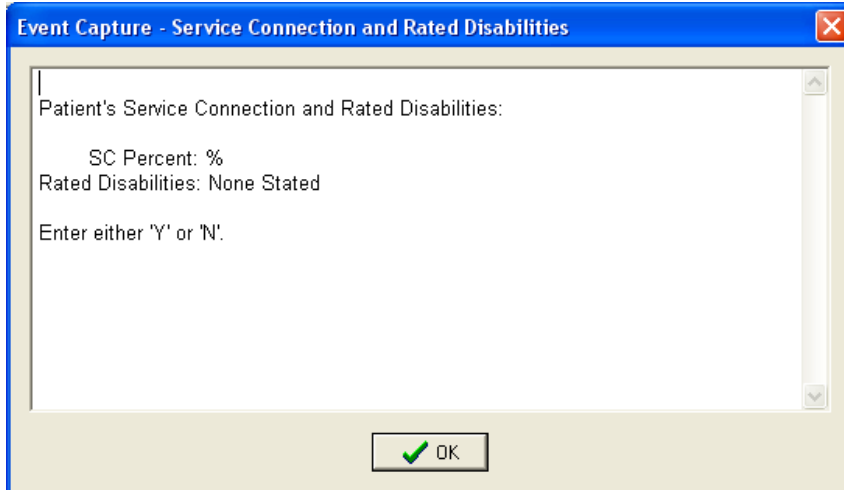 Event Capture - Service Connection and Rated Disabilities
Patient's Service Connection and Rated Disabilities:
SC Percent: %
Rated Disabilities: None Stated
Enter either 'Y' or 'N'.
OK